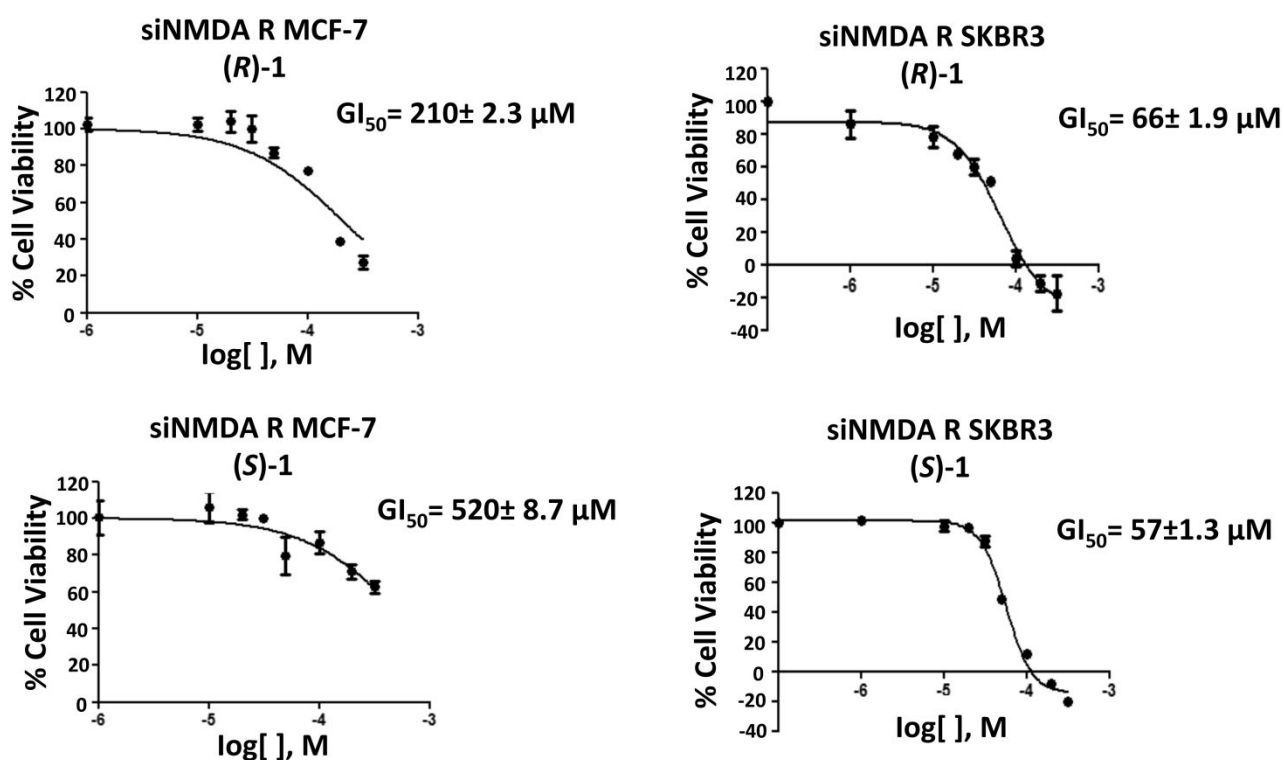 siNMDA R MCF-7
(R)-1
GI50= 210± 2.3 µM
120
100
80
60
40
20
0
-6
-5
-4
-3
% Cell Viability
log[ ], M
siNMDA R SKBR3
(R)-1
GI50= 66± 1.9 µM
120
100
80
60
40
20
0
-20
-40
-6
-5
-4
-3
% Cell Viability
log[ ], M
siNMDA R MCF-7
(S)-1
GI50= 520± 8.7 µM
120
100
80
60
40
20
0
-6
-5
-4
-3
% Cell Viability
log[ ], M
siNMDA R SKBR3
(S)-1
GI50= 57±1.3 µM
120
100
80
60
40
20
0
-20
-40
-6
-5
-4
-3
% Cell Viability
log[ ], M